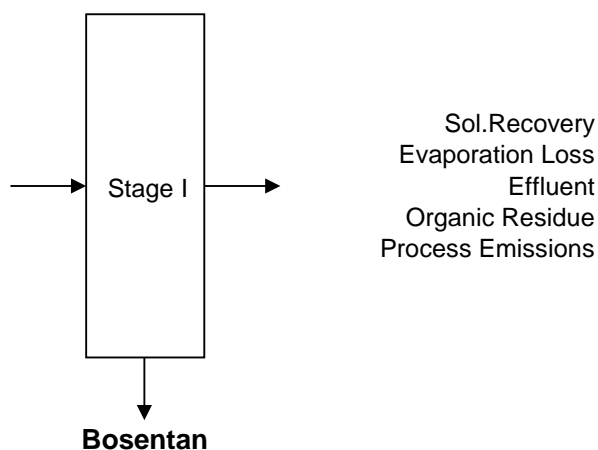 Stage I
Sol.Recovery
Evaporation Loss
Effluent
Organic Residue
Process Emissions
Bosentan